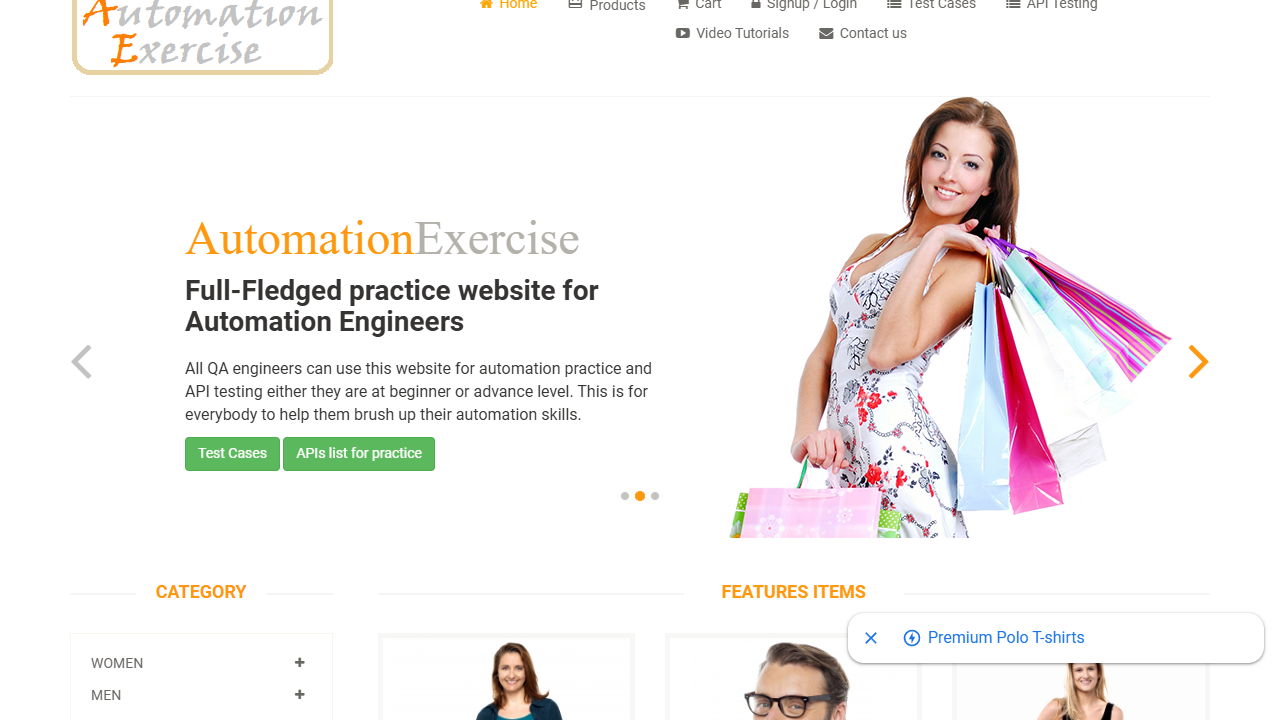 Automation
Exercise
Home
Products
Cart
Signup / Login
Test Cases
API Testing
Video Tutorials
Contact us
AutomationExercise
Full-Fledged practice website for
Automation Engineers
All QA engineers can use this website for automation practice and
API testing either they are at beginner or advance level. This is for
everybody to help them brush up their automation skills.
Test Cases
APIs list for practice
CATEGORY
FEATURES ITEMS
Premium Polo T-shirts
WOMEN
MEN